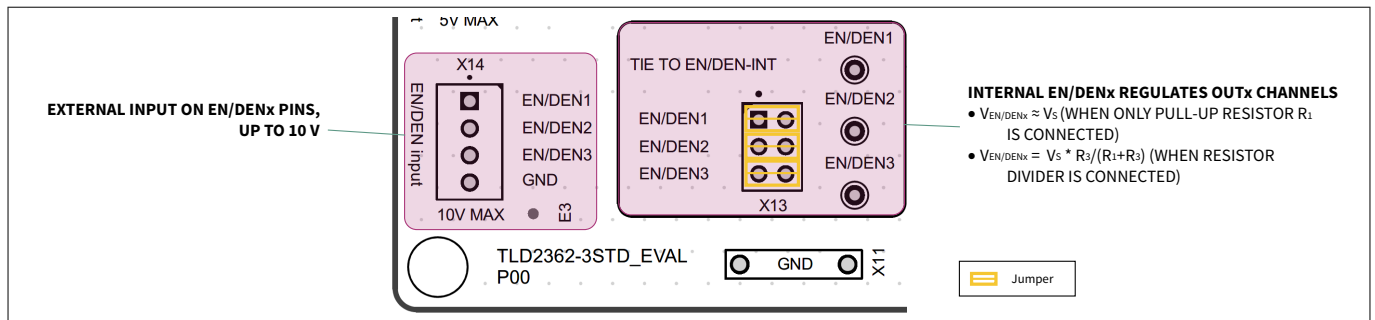 5V MAX
EN/DEN1
X14
TIE TO EN/DEN-INT
EN/DEN input
EXTERNAL INPUT ON EN/DENx PINS,
UP TO 10 V
EN/DEN1
EN/DEN2
EN/DEN3
GND
10V MAX
E3
EN/DEN1
EN/DEN2
EN/DEN3
X13
EN/DEN2
EN/DEN3
INTERNAL EN/DENx REGULATES OUTx CHANNELS
• VEN/DENx ≈ VS (WHEN ONLY PULL-UP RESISTOR R1
IS CONNECTED)
• VEN/DENx = VS * R3/(R1+R3) (WHEN RESISTOR
DIVIDER IS CONNECTED)
TLD2362-3STD_EVAL
P00
GND
X11
Jumper